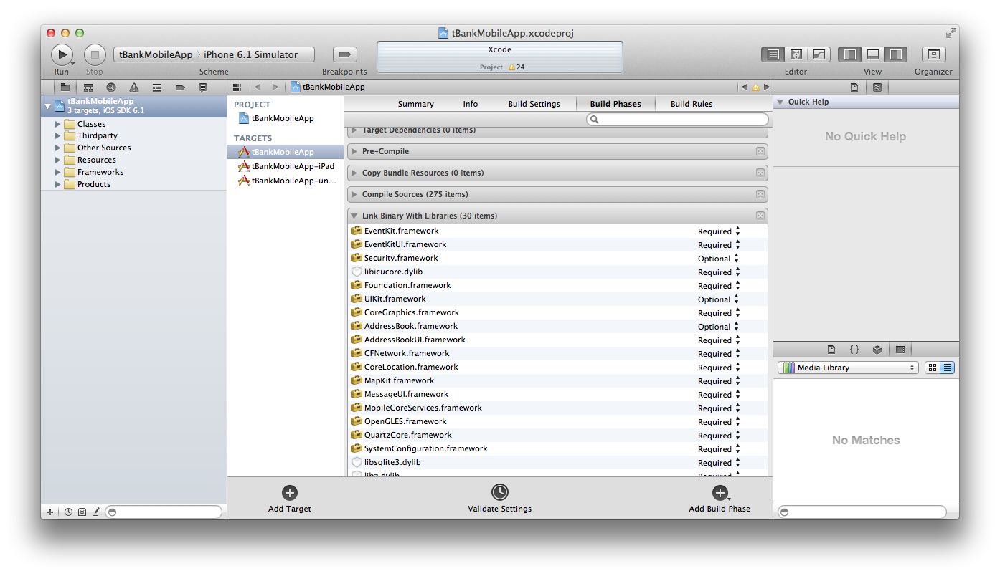 tBankMobileApp.xcodeproj
tBankMobileApp iPhone 6.1 Simulator
Xcode
Project 24
Run Stop Scheme Breakpoints Editor View Organizer
tBankMobileApp
3 targets, iOS SDK 6.1
Classes
Thirdparty
Other Sources
Resources
Frameworks
Products
tBankMobileApp
PROJECT
tBankMobileApp
TARGETS
tBankMobileApp
tBankMobileApp-iPad
tBankMobileApp-un...
Summary Info Build Settings Build Phases Build Rules
Target Dependencies (0 items)
Pre-Compile
Copy Bundle Resources (0 items)
Compile Sources (275 items)
Link Binary With Libraries (30 items)
EventKit.framework Required
EventKitUI.framework Required
Security.framework Optional
libicucore.dylib Required
Foundation.framework Required
UIKit.framework Optional
CoreGraphics.framework Required
AddressBook.framework Optional
AddressBookUI.framework Required
CFNetwork.framework Required
CoreLocation.framework Required
MapKit.framework Required
MessageUI.framework Required
MobileCoreServices.framework Required
OpenGLES.framework Required
QuartzCore.framework Required
SystemConfiguration.framework Required
libsqlite3.dylib Required
libz.dylib Required
Add Target Validate Settings Add Build Phase
Quick Help
No Quick Help
{}
Media Library
No Matches